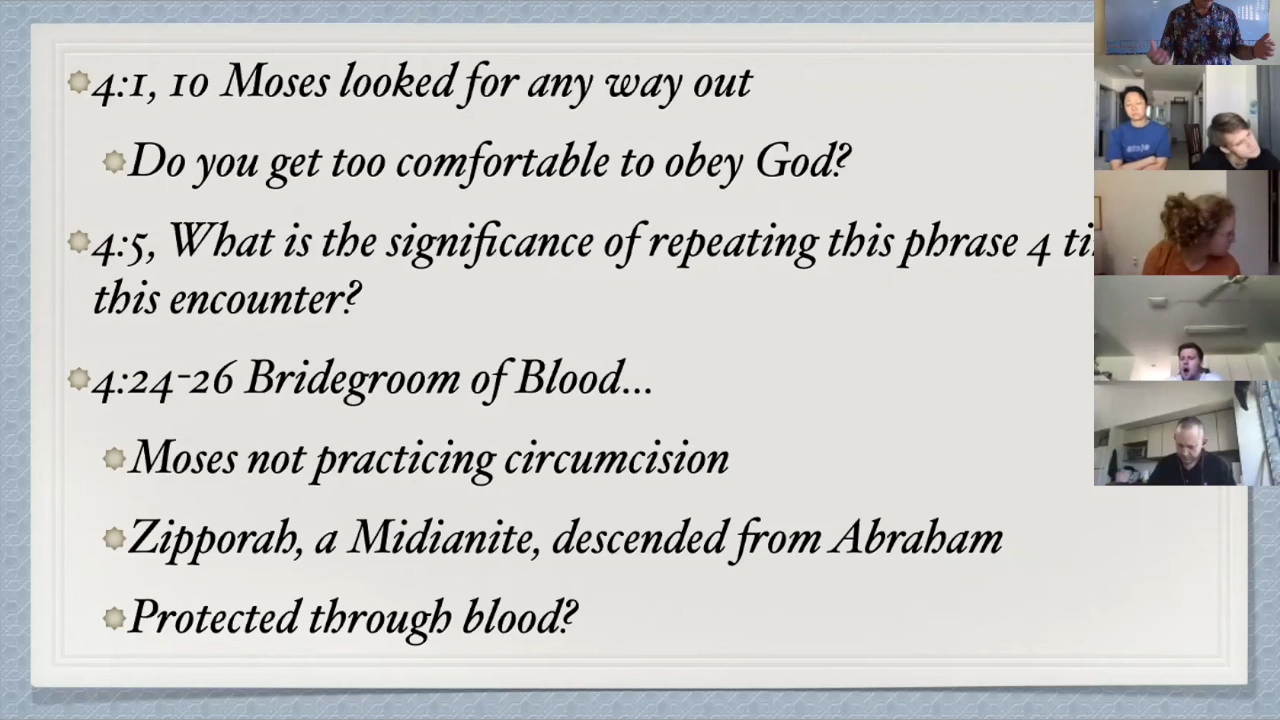 4:1, 10 Moses looked for any way out
Do you get too comfortable to obey God?
4:5, What is the significance of repeating this phrase 4
this encounter?
4:24-26 Bridegroom of Blood...
Moses not practicing circumcision
Zipporah, a Midianite, descended from Abraham
Protected through blood?